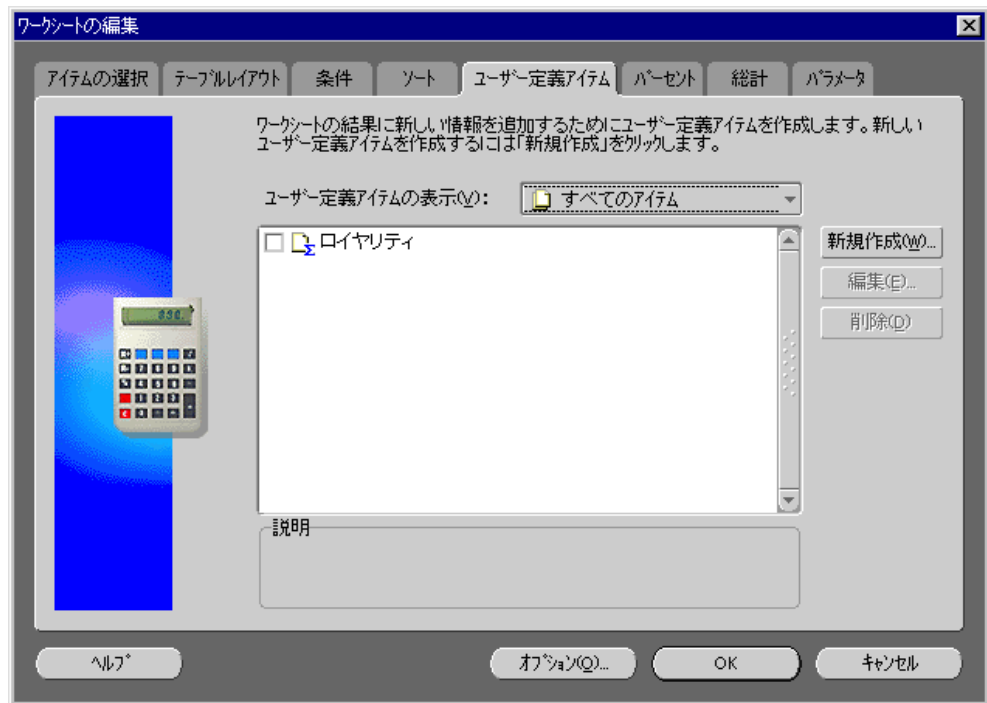 ワークシートの編集
アイテムの選択 テーブルレイアウト 条件 ソート ユーザー定義アイテム パーセント 総計 パラメータ
ワークシートの結果に新しい情報を追加するためにユーザー定義アイテムを作成します。新しい
ユーザー定義アイテムを作成するには「新規作成」をクリックします。
ユーザー定義アイテムの表示(V): すべてのアイテム
ロイヤリティ
新規作成(W)...
編集(E)...
削除(D)
説明
ヘルプ オプション(O)... OK キャンセル